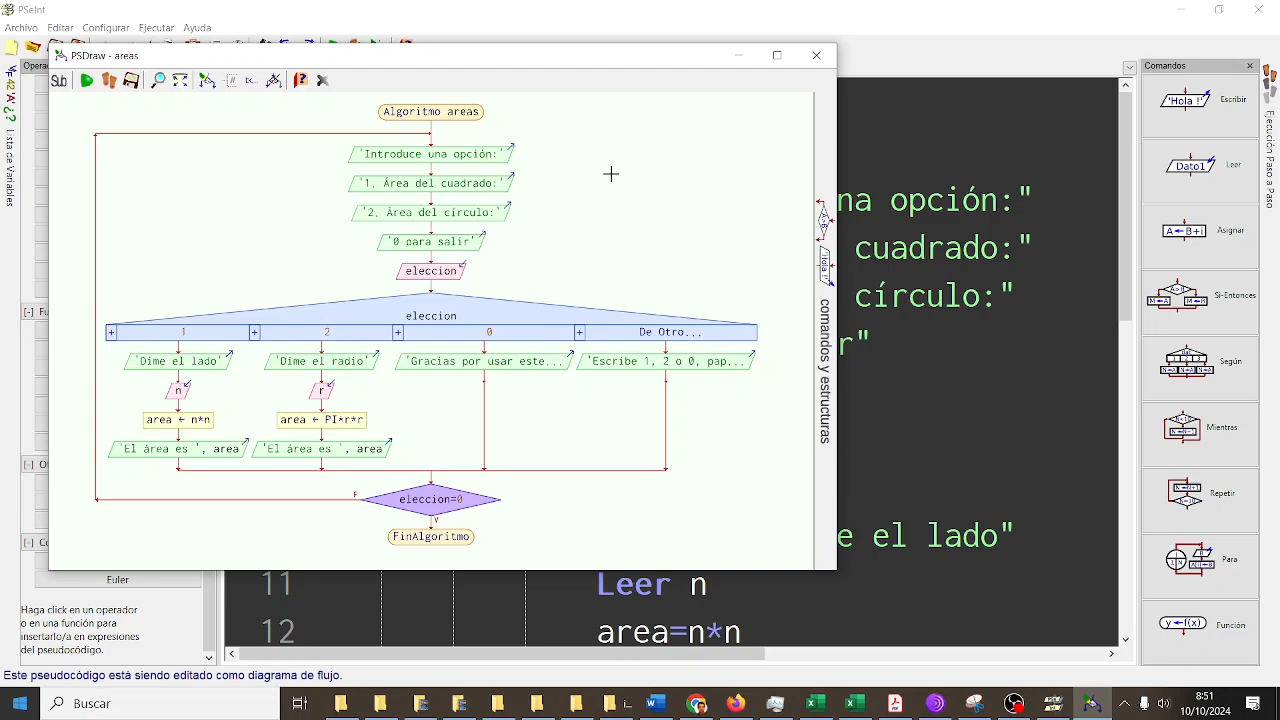 PSeInt
Archivo Editar Configurar Ejecutar Ayuda
PSDraw - areas
Sub
Comandos
Lista de Variables
Algoritmo areas
'Introduce una opción:'
'1. Área del cuadrado:'
'2. Área del círculo:'
'0 para salir'
eleccion
eleccion
1 2 0 De Otro...
'Dime el lado' 'Dime el radio' 'Gracias por usar este... 'Escribe 1, 2 o 0, pap...
n r
area ← n*n area ← PI*r*r
'El área es ', area 'El área es ', area
F
eleccion=0
V
FinAlgoritmo
comandos y estructuras
na opción:"
cuadrado:"
círculo:"
r"
e el lado"
11 Leer n
12 area=n*n
'Hola !' Escribir
Dato1 Leer
A←B+i Asignar
Si-Entonces
Según
Mientras
Repetir
Para
y←f(x) Función
Ejecución Paso a Paso
Euler
Haga click en un operador
o en una función para
insertarlo/a en expresiones
del pseudocódigo.
Este pseudocódigo está siendo editado como diagrama de flujo.
Buscar
8:51
10/10/2024